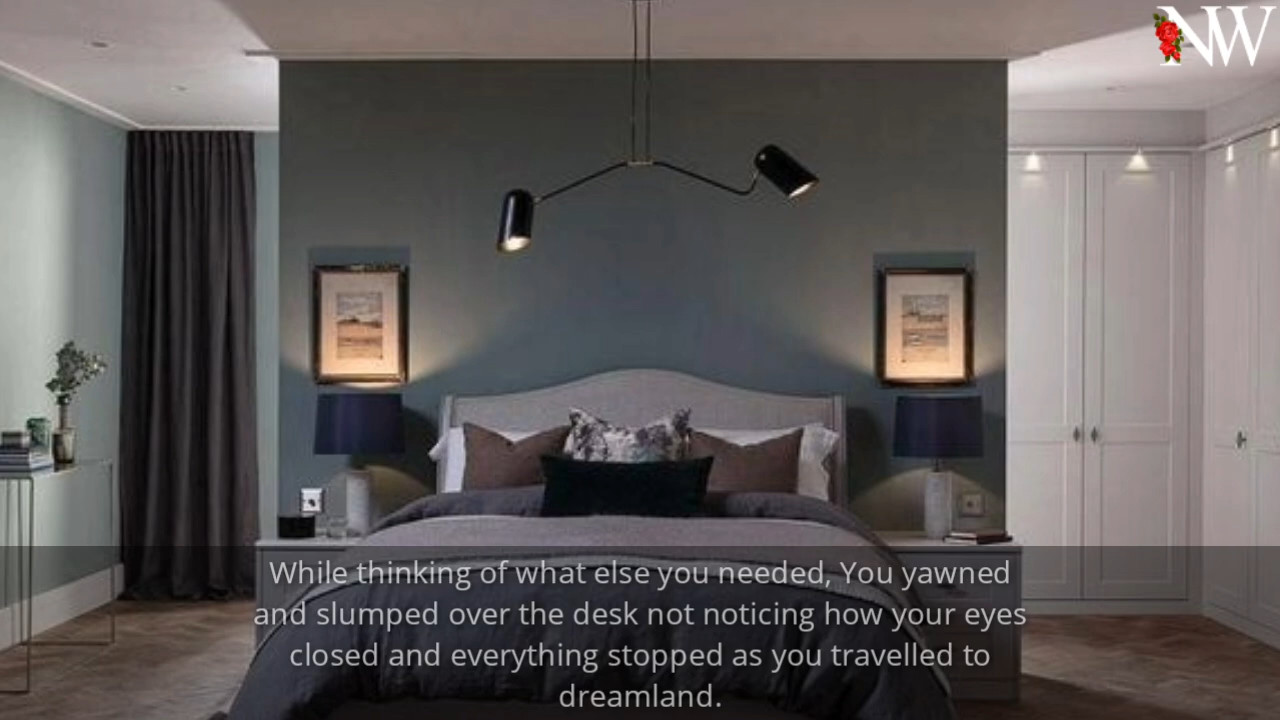 NW
While thinking of what else you needed, You yawned
and slumped over the desk not noticing how your eyes
closed and everything stopped as you travelled to
dreamland.